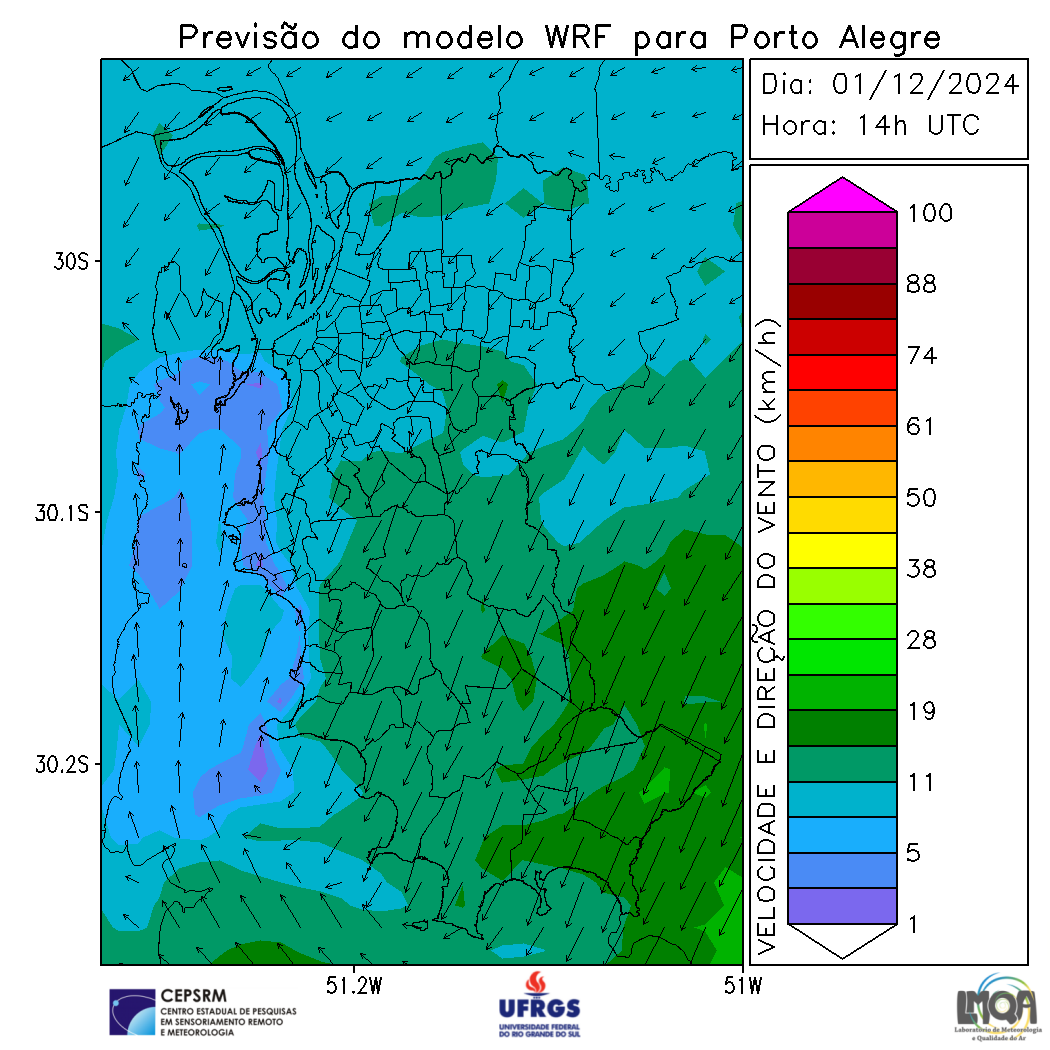 Previsão do modelo WRF para Porto Alegre
Dia: 01/12/2024
Hora: 14h UTC
30S
30.1S
30.2S
51.2W
51W
VELOCIDADE E DIREÇÃO DO VENTO (km/h)
100
88
74
61
50
38
28
19
11
5
1
CEPSRM
CENTRO ESTADUAL DE PESQUISAS
EM SENSORIAMENTO REMOTO
E METEOROLOGIA
UFRGS
UNIVERSIDADE FEDERAL
DO RIO GRANDE DO SUL
LMQA
Laboratório de Meteorologia
e Qualidade do Ar